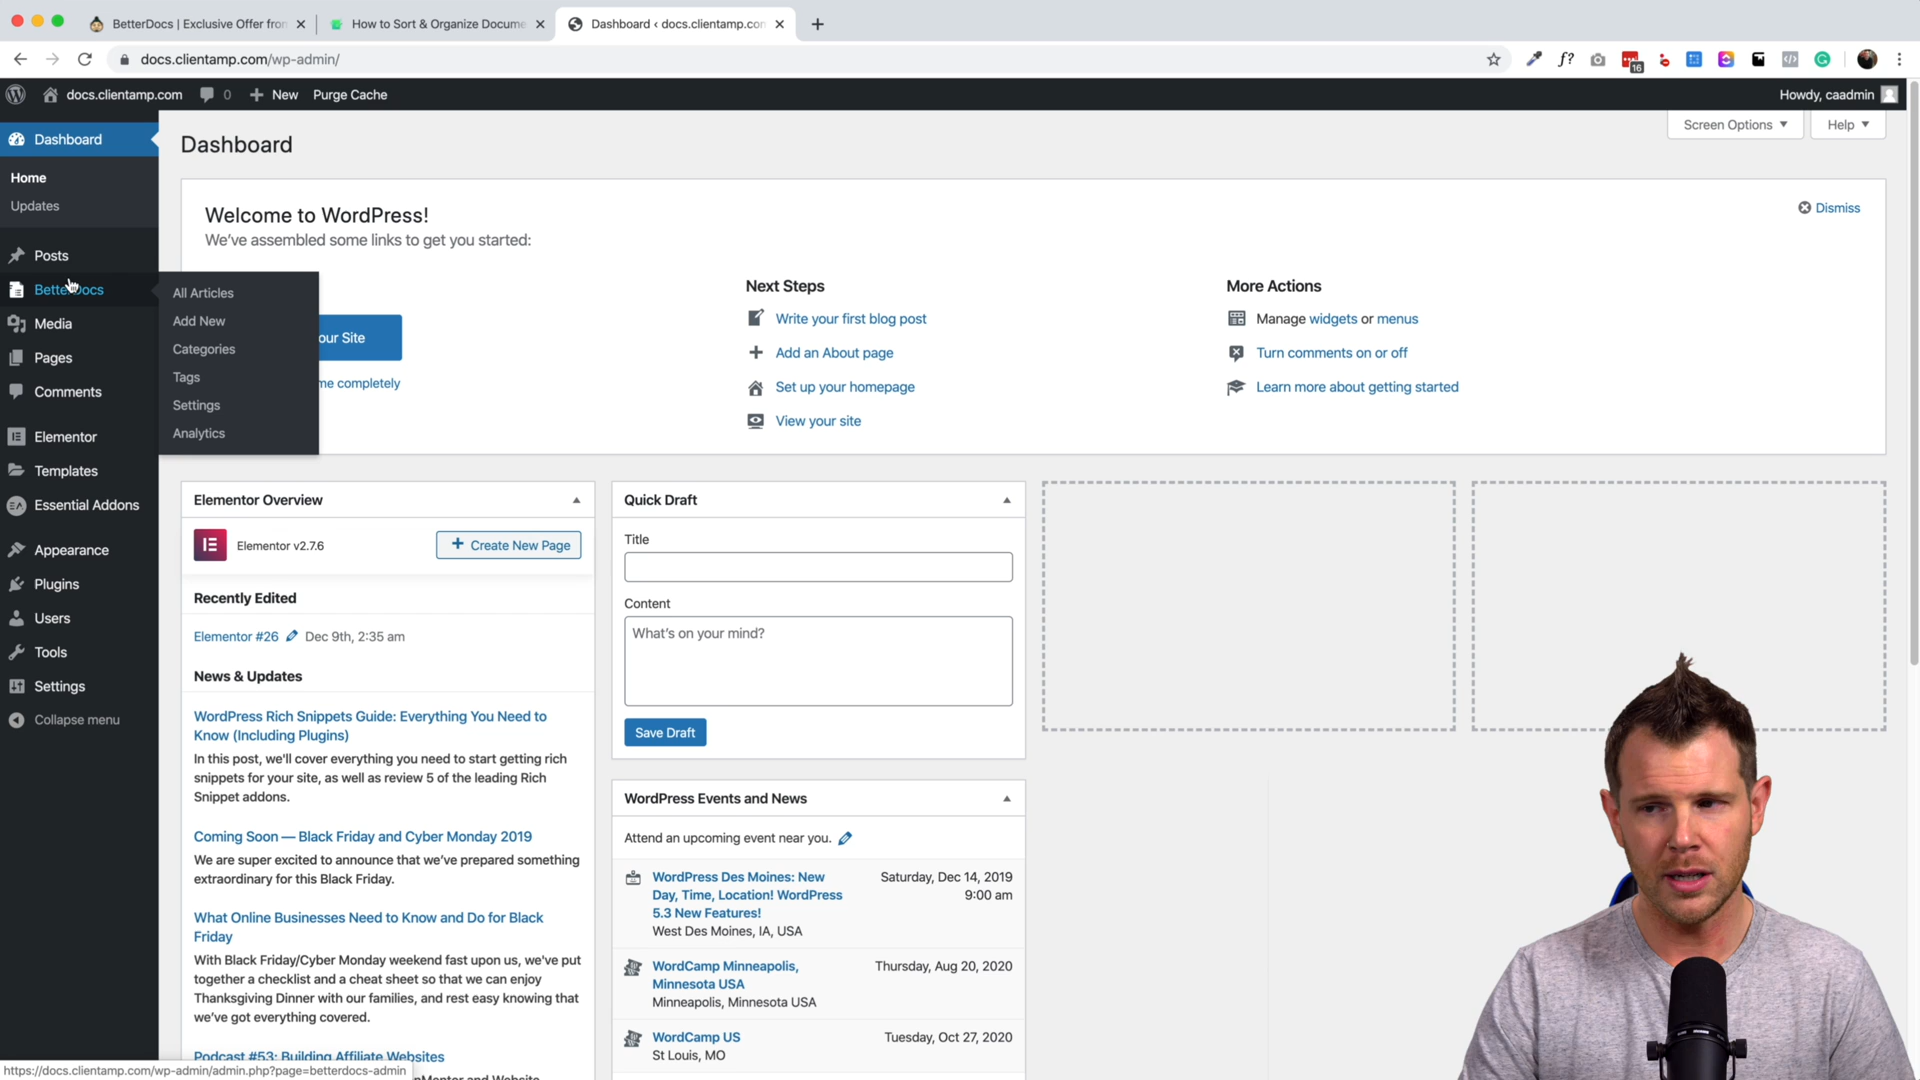 BetterDocs | Exclusive Offer from
How to Sort & Organize Docume
Dashboard ‹ docs.clientamp.com
docs.clientamp.com/wp-admin/
f?
16
docs.clientamp.com
0
New
Purge Cache
Howdy, caadmin
Dashboard
Home
Updates
Posts
BetterDocs
Media
Pages
Comments
Elementor
Templates
Essential Addons
Appearance
Plugins
Users
Tools
Settings
Collapse menu
All Articles
Add New
Categories
Tags
Settings
Analytics
Dashboard
Screen Options
Help
Welcome to WordPress!
We've assembled some links to get you started:
Dismiss
our Site
me completely
Next Steps
Write your first blog post
Add an About page
Set up your homepage
View your site
More Actions
Manage widgets or menus
Turn comments on or off
Learn more about getting started
Elementor Overview
Elementor v2.7.6
Create New Page
Recently Edited
Elementor #26 Dec 9th, 2:35 am
News & Updates
WordPress Rich Snippets Guide: Everything You Need to
Know (Including Plugins)
In this post, we'll cover everything you need to start getting rich
snippets for your site, as well as review 5 of the leading Rich
Snippet addons.
Coming Soon — Black Friday and Cyber Monday 2019
We are super excited to announce that we've prepared something
extraordinary for this Black Friday.
What Online Businesses Need to Know and Do for Black
Friday
With Black Friday/Cyber Monday weekend fast upon us, we've put
together a checklist and a cheat sheet so that we can enjoy
Thanksgiving Dinner with our families, and rest easy knowing that
we've got everything covered.
Podcast #53: Building Affiliate Websites
Quick Draft
Title
Content
What's on your mind?
Save Draft
WordPress Events and News
Attend an upcoming event near you.
WordPress Des Moines: New
Day, Time, Location! WordPress
5.3 New Features!
West Des Moines, IA, USA
Saturday, Dec 14, 2019
9:00 am
WordCamp Minneapolis,
Minnesota USA
Minneapolis, Minnesota USA
Thursday, Aug 20, 2020
WordCamp US
St Louis, MO
Tuesday, Oct 27, 2020
https://docs.clientamp.com/wp-admin/admin.php?page=betterdocs-admin